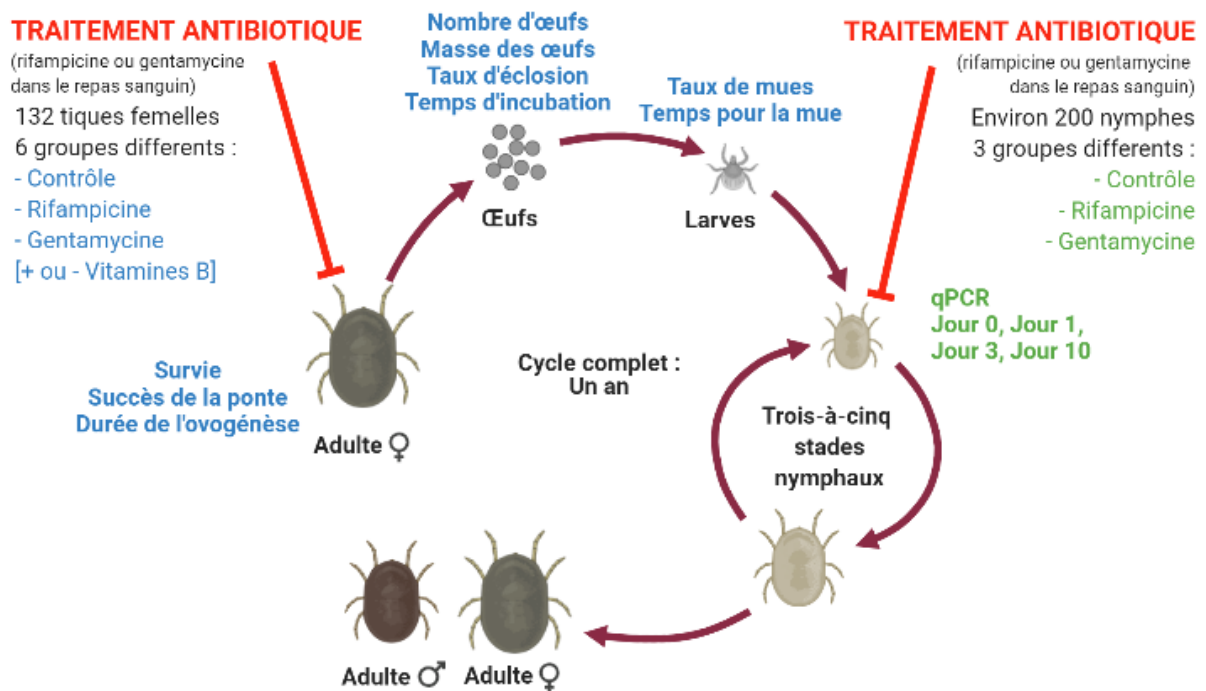 TRAITEMENT ANTIBIOTIQUE
(rifampicine ou gentamycine
dans le repas sanguin)
132 tiques femelles
6 groupes differents :
- Contrôle
- Rifampicine
- Gentamycine
[+ ou - Vitamines B]
Nombre d'œufs
Masse des œufs
Taux d'éclosion
Temps d'incubation
Taux de mues
Temps pour la mue
TRAITEMENT ANTIBIOTIQUE
(rifampicine ou gentamycine
dans le repas sanguin)
Environ 200 nymphes
3 groupes differents :
- Contrôle
- Rifampicine
- Gentamycine
Œufs
Larves
qPCR
Jour 0, Jour 1,
Jour 3, Jour 10
Survie
Succès de la ponte
Durée de l'ovogénèse
Adulte ♀
Cycle complet :
Un an
Trois-à-cinq
stades
nymphaux
Adulte ♂
Adulte ♀